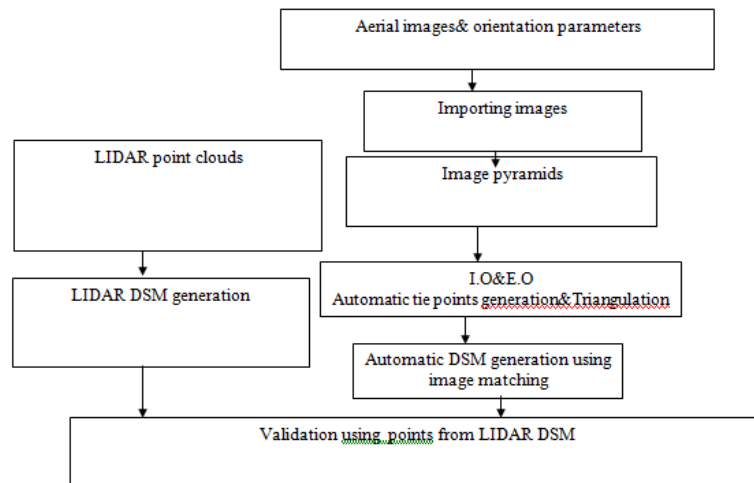 Aerial images& orientation parameters
Importing images
LIDAR point clouds
Image pyramids
I.O&E.O
Automatic tie points generation&Triangulation
LIDAR DSM generation
Automatic DSM generation using
image matching
Validation using  points from LIDAR DSM